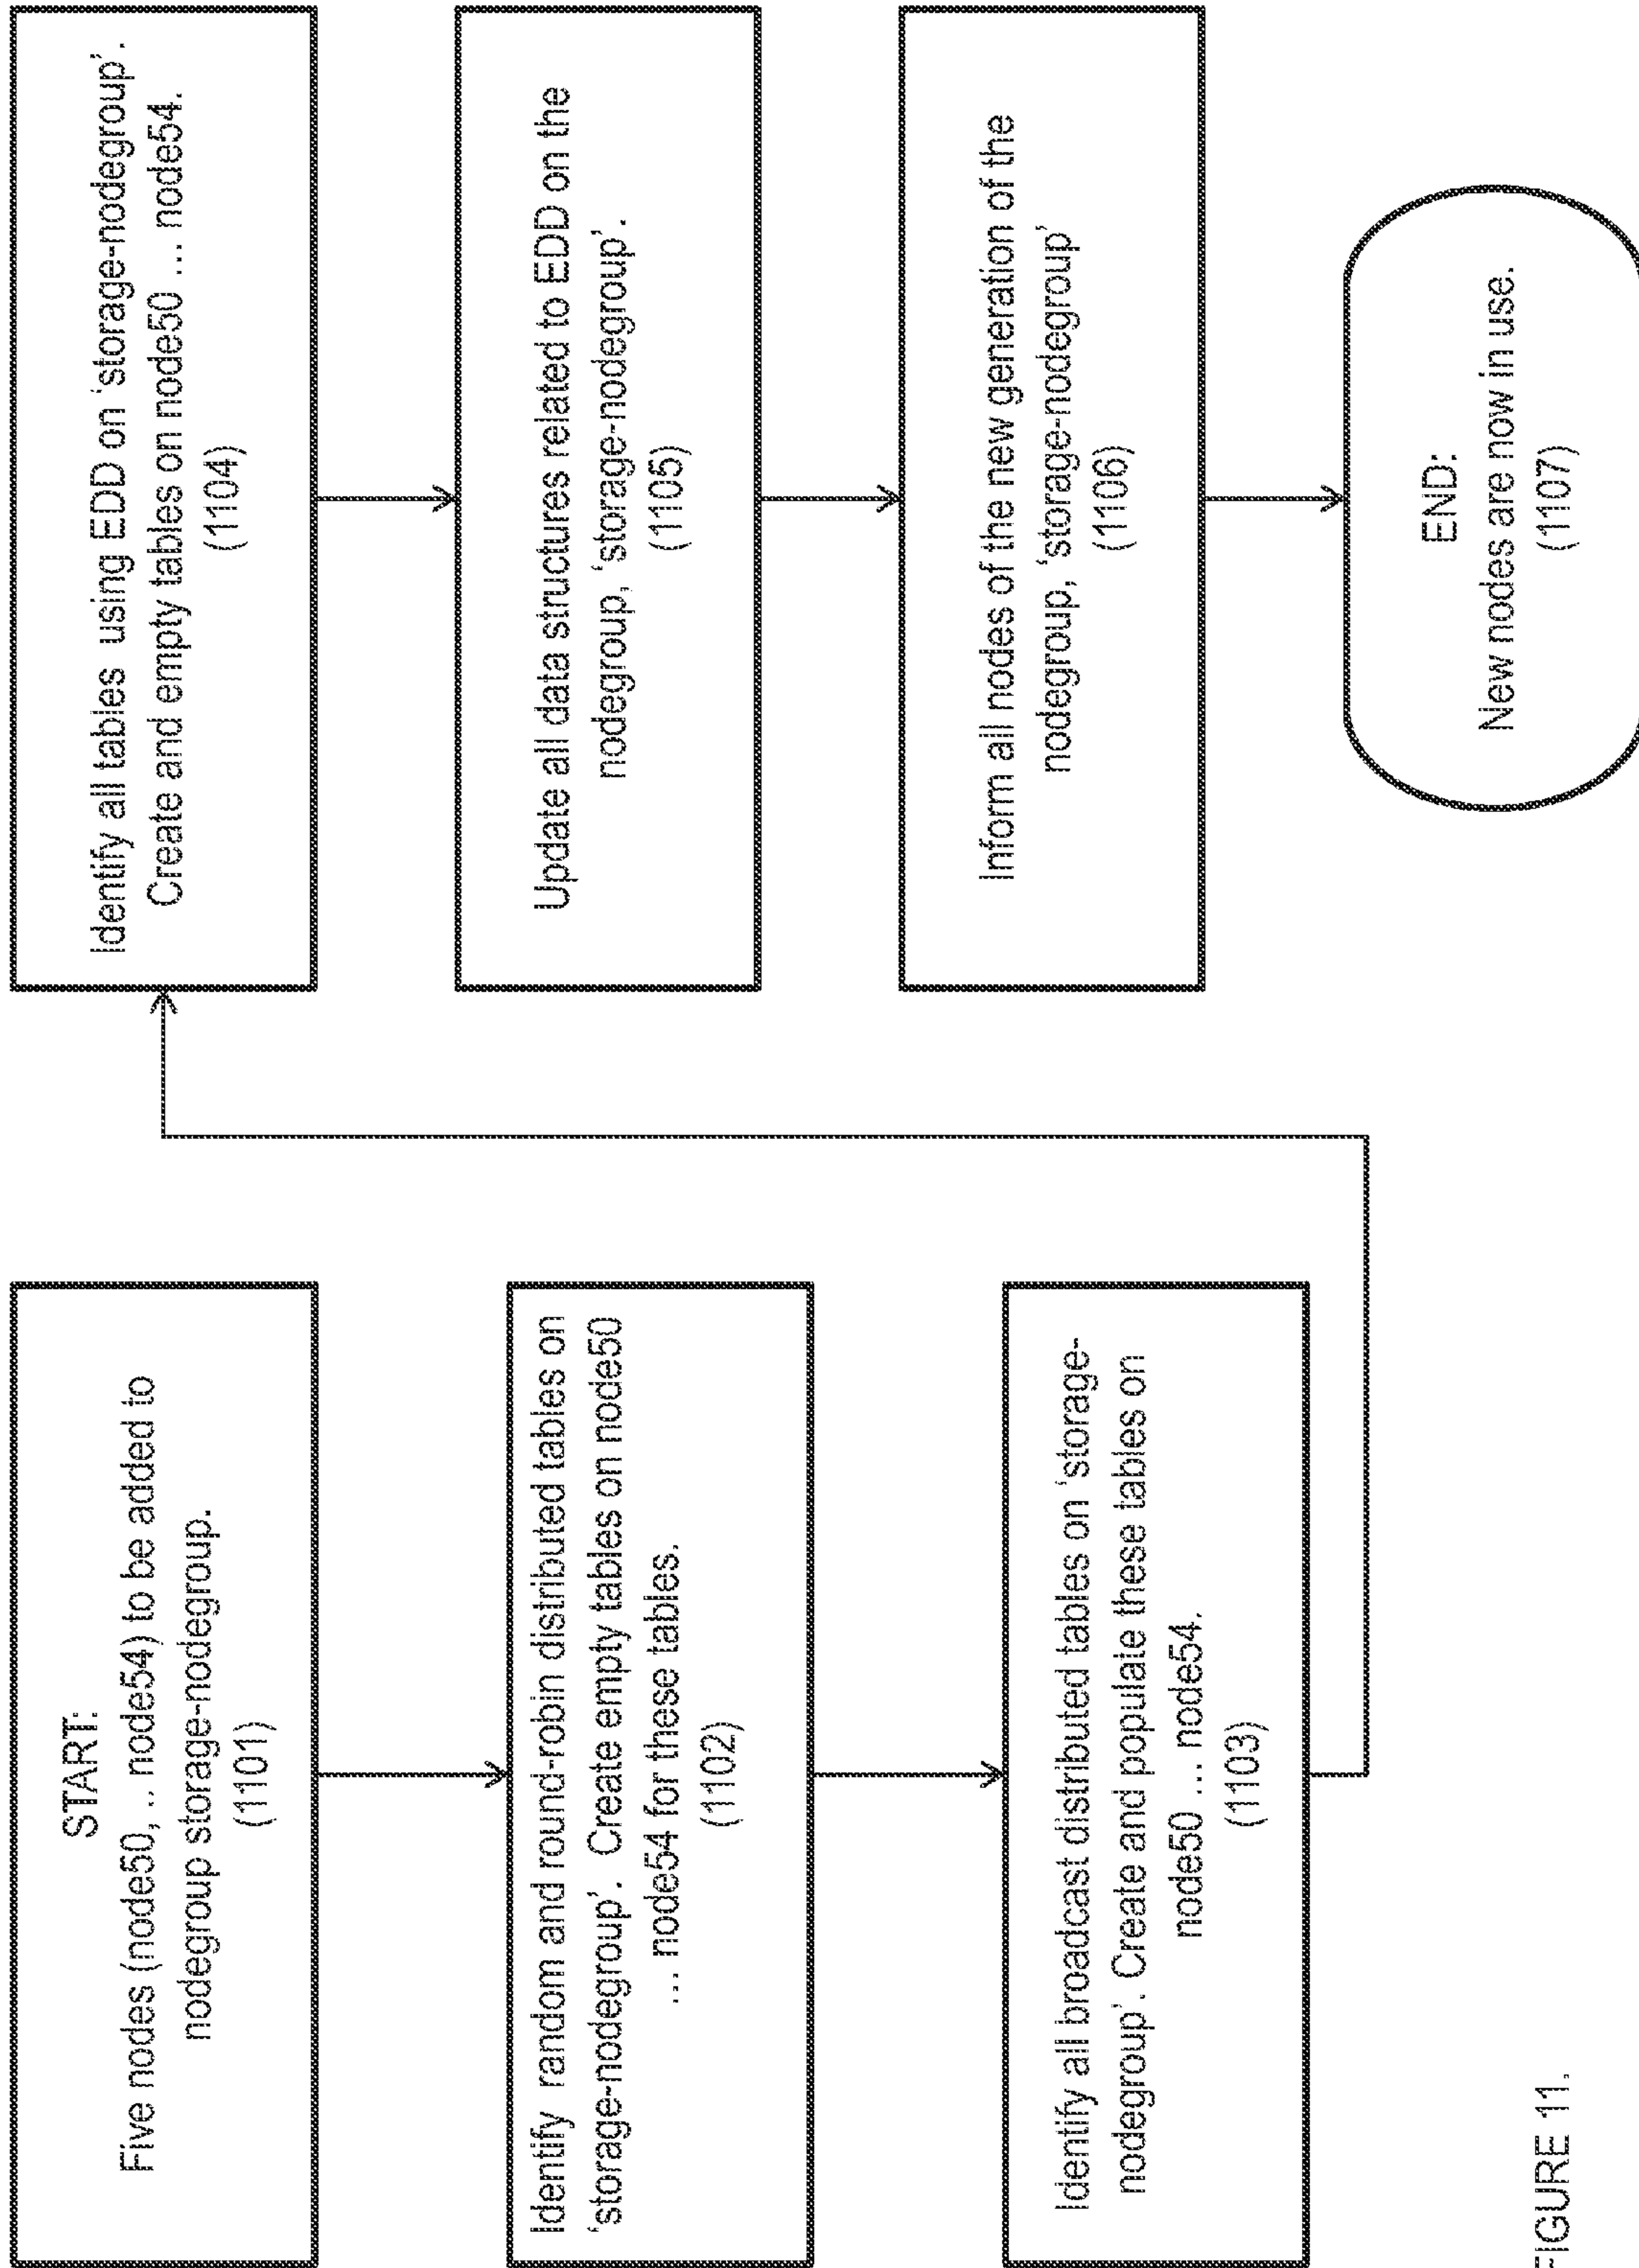 START:
Five nodes (node50, .. node54) to be added to
nodegroup storage-nodegroup.
(1101)
Identify random and round-robin distributed tables on
‘storage-nodegroup’. Create empty tables on node50
... node54 for these tables.
(1102)
Identify all broadcast distributed tables on ‘storage-
nodegroup’. Create and populate these tables on
node50 ... node54.
(1103)
Identify all tables using EDD on ‘storage-nodegroup’.
Create and empty tables on node50 ... node54.
(1104)
Update all data structures related to EDD on the
nodegroup, ‘storage-nodegroup’.
(1105)
Inform all nodes of the new generation of the
nodegroup, ‘storage-nodegroup’
(1106)
END:
New nodes are now in use.
(1107)
FIGURE 11.